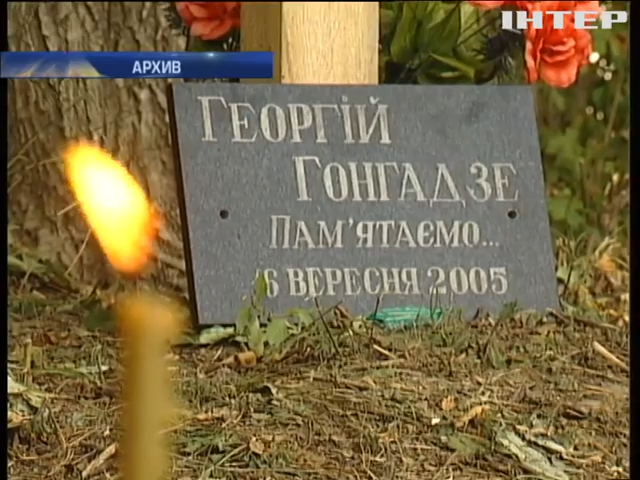 ІНТЕР
АРХИВ
ГЕОРГІЙ
ГОНГАДЗЕ
ПАМ'ЯТАЄМО...
16 ВЕРЕСНЯ 2005